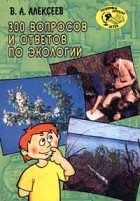 В. А. АЛЕКСЕЕВ
300 ВОПРОСОВ
И ОТВЕТОВ
ПО ЭКОЛОГИИ